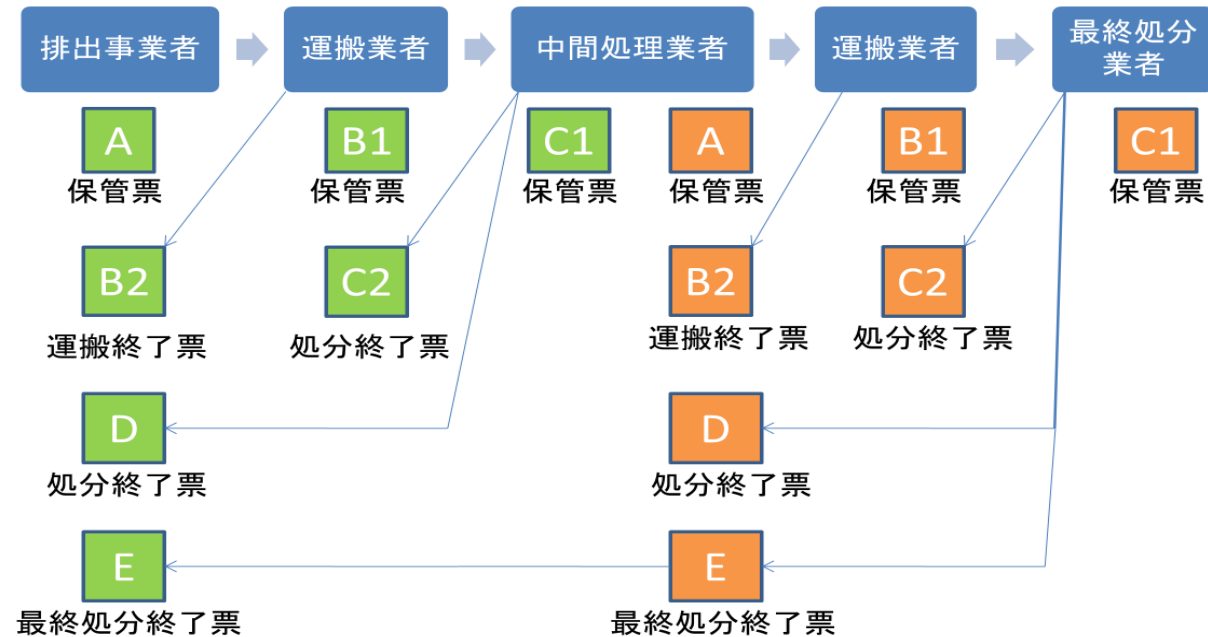 排出事業者
運搬業者
中間処理業者
運搬業者
最終処分
業者
A
保管票
B1
保管票
C1
保管票
A
保管票
B1
保管票
C1
保管票
B2
運搬終了票
C2
処分終了票
B2
運搬終了票
C2
処分終了票
D
処分終了票
D
処分終了票
E
最終処分終了票
E
最終処分終了票